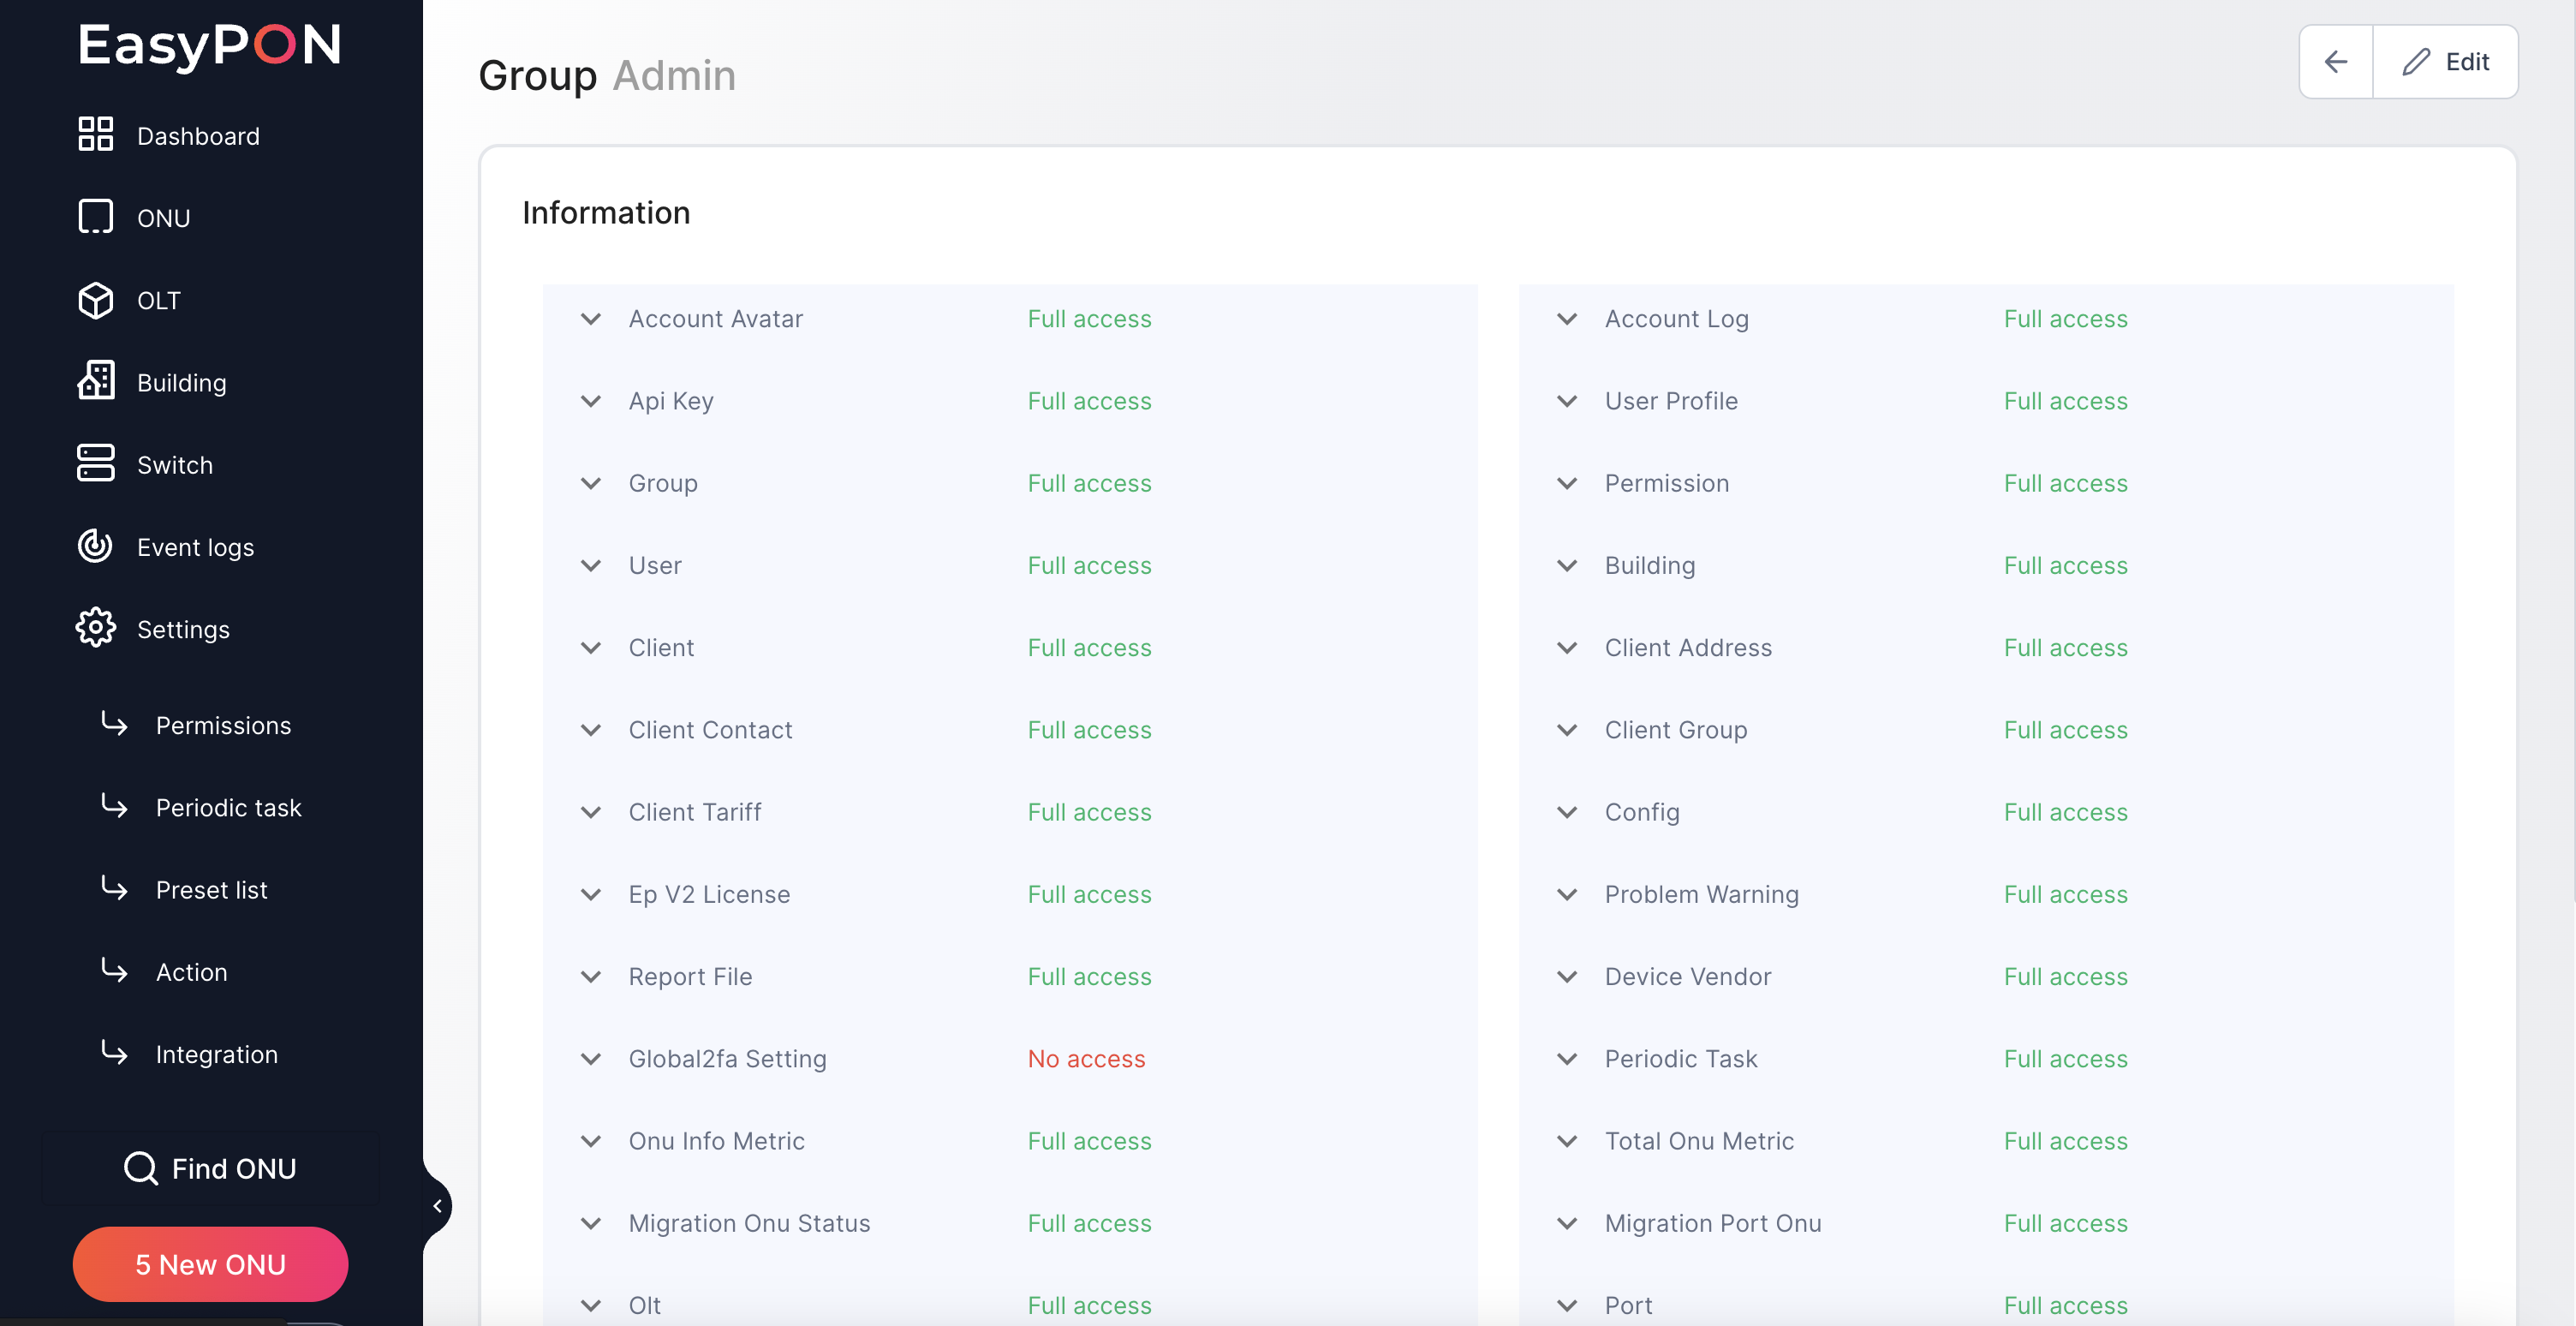 EasyPON
Dashboard
ONU
OLT
Building
Switch
Event logs
Settings
Permissions
Periodic task
Preset list
Action
Integration
Find ONU
5 New ONU
Group Admin
Edit
Information
Account Avatar Full access
Api Key Full access
Group Full access
User Full access
Client Full access
Client Contact Full access
Client Tariff Full access
Ep V2 License Full access
Report File Full access
Global2fa Setting No access
Onu Info Metric Full access
Migration Onu Status Full access
Olt Full access
Account Log Full access
User Profile Full access
Permission Full access
Building Full access
Client Address Full access
Client Group Full access
Config Full access
Problem Warning Full access
Device Vendor Full access
Periodic Task Full access
Total Onu Metric Full access
Migration Port Onu Full access
Port Full access